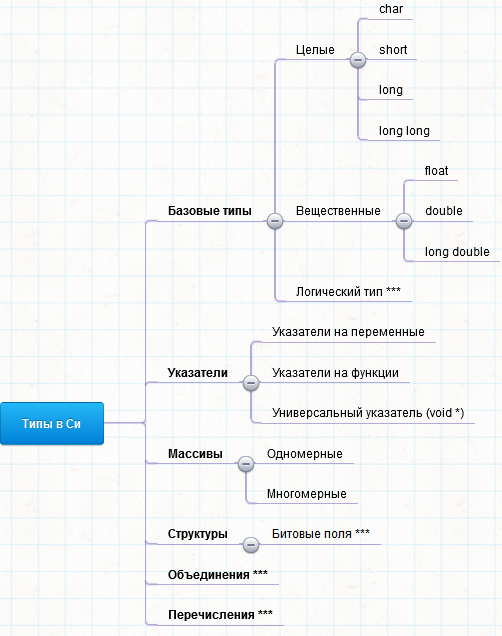 char
Целые
short
long
long long
float
Базовые типы
Вещественные
double
long double
Логический тип ***
Указатели на переменные
Указатели
Указатели на функции
Универсальный указатель (void *)
Типы в Си
Массивы
Одномерные
Многомерные
Структуры
Битовые поля ***
Объединения ***
Перечисления ***